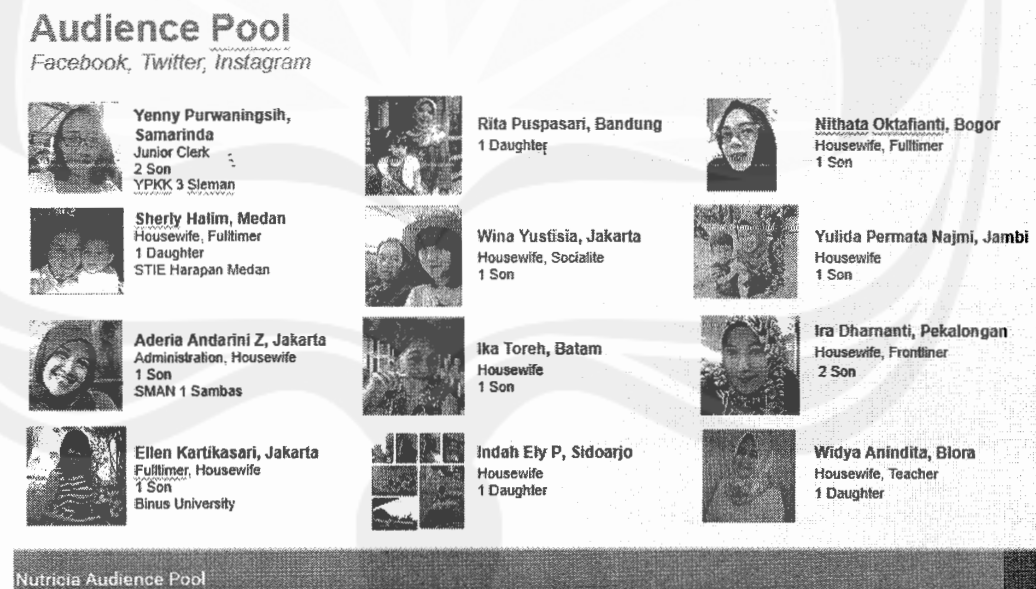 Audience Pool
Facebook, Twitter, Instagram
Yenny Purwaningsih,
Samarinda
Junior Clerk
2 Son
YPKK 3 Sleman
Sherly Halim, Medan
Housewife, Fulltimer
1 Daughter
STIE Harapan Medan
Aderia Andarini Z, Jakarta
Administration, Housewife
1 Son
SMAN 1 Sambas
Ellen Kartikasari, Jakarta
Fulltimer, Housewife
1 Son
Binus University
Rita Puspasari, Bandung
1 Daughter
Wina Yustisia, Jakarta
Housewife, Socialite
1 Son
Ika Toreh, Batam
Housewife
1 Son
Indah Ely P, Sidoarjo
Housewife
1 Daughter
Nithata Oktafianti, Bogor
Housewife, Fulltimer
1 Son
Yulida Permata Najmi, Jambi
Housewife
1 Son
Ira Dharnanti, Pekalongan
Housewife, Frontliner
2 Son
Widya Anindita, Blora
Housewife, Teacher
1 Daughter
Nutricia Audience Pool